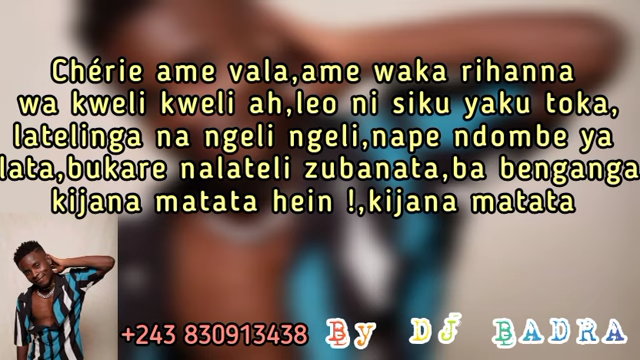 Chérie ame vala,ame waka rihanna
wa kweli kweli ah,leo ni siku yaku toka,
latelinga na ngeli ngeli,nape ndombe ya
lata,bukare nalateli zubanata,ba benganga
kijana matata hein !,kijana matata
+243 830913438 By DJ BADRA